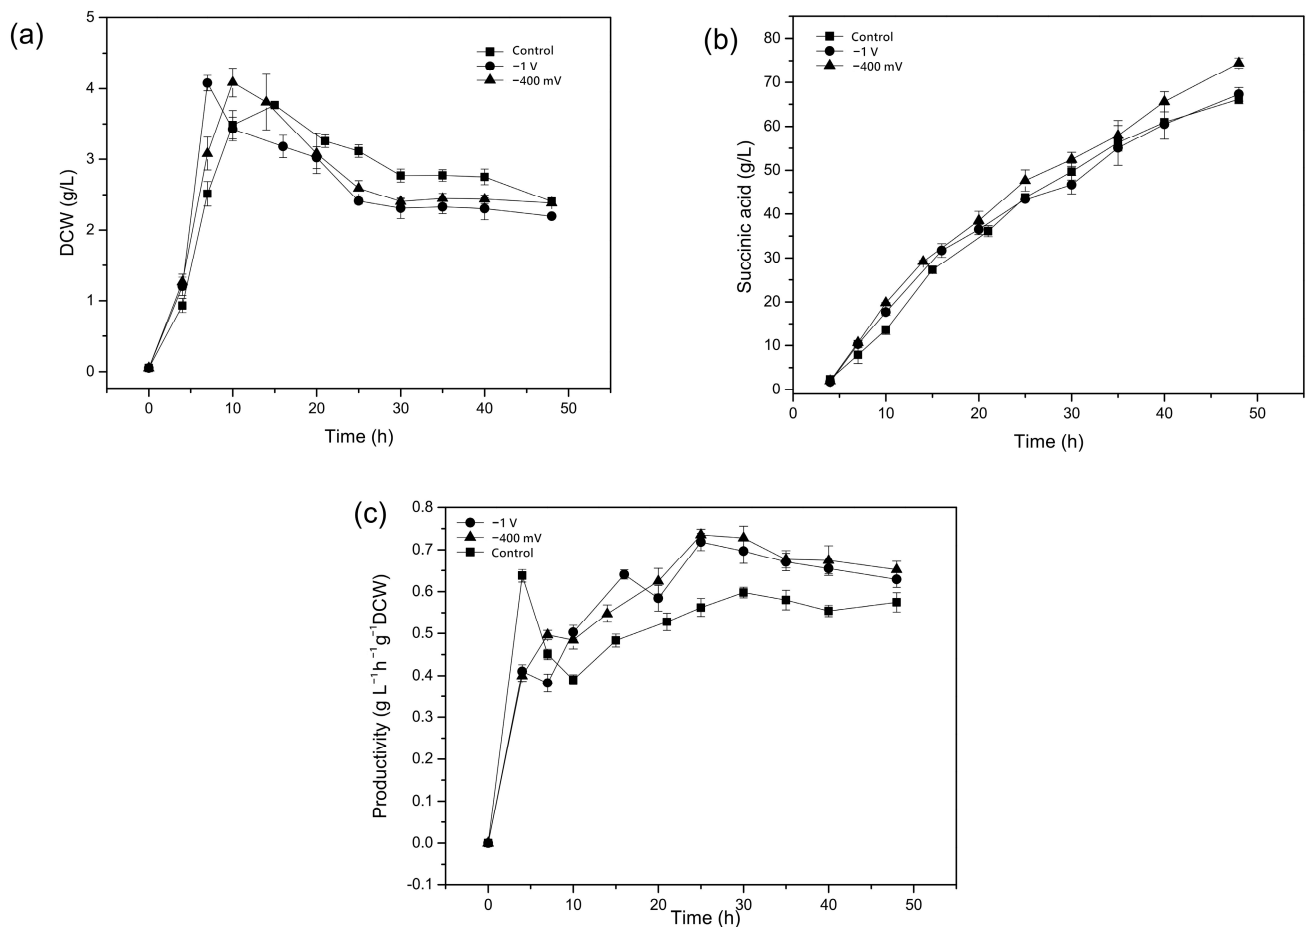 (a)
5
4
3
2
1
0
DCW (g/L)
Control
−1 V
−400 mV
0
10
20
30
40
50
Time (h)
(b)
80
70
60
50
40
30
20
10
0
Succinic acid (g/L)
Control
−1 V
−400 mV
0
10
20
30
40
50
Time (h)
(c)
0.8
0.7
0.6
0.5
0.4
0.3
0.2
0.1
0.0
-0.1
Productivity (g L⁻¹h⁻¹g⁻¹DCW)
−1 V
−400 mV
Control
0
10
20
30
40
50
Time (h)